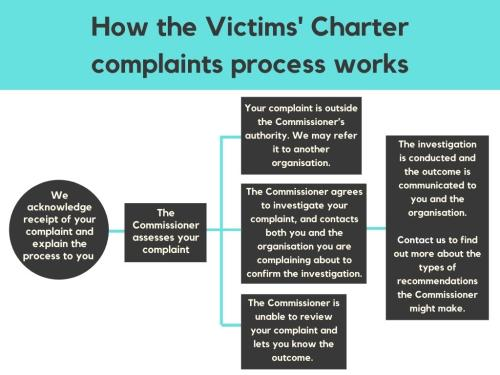 How the Victims' Charter
complaints process works
We
acknowledge
receipt of your
complaint and
explain the
process to you
The
Commissioner
assesses your
complaint
Your complaint is outside
the Commissioner's
authority. We may refer
it to another
organisation.
The Commissioner agrees
to investigate your
complaint, and contacts
both you and the
organisation you are
complaining about to
confirm the investigation.
The Commissioner is
unable to review
your complaint and
lets you know the
outcome.
The investigation
is conducted and
the outcome is
communicated to
you and the
organisation.
Contact us to find
out more about the
types of
recommendations
the Commissioner
might make.